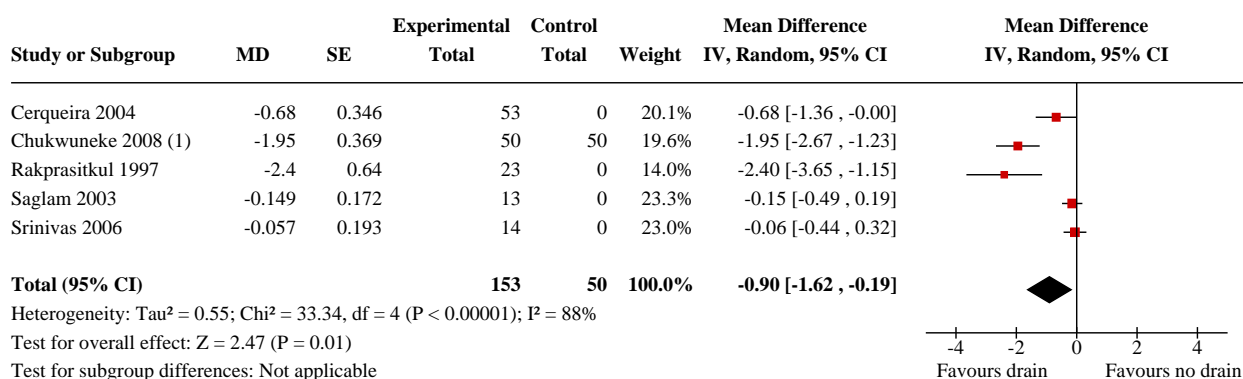 Experimental Control Mean Difference Mean Difference
Study or Subgroup MD SE Total Total Weight IV, Random, 95% CI IV, Random, 95% CI
Cerqueira 2004 -0.68 0.346 53 0 20.1% -0.68 [-1.36 , -0.00]
Chukwuneke 2008 (1) -1.95 0.369 50 50 19.6% -1.95 [-2.67 , -1.23]
Rakprasitkul 1997 -2.4 0.64 23 0 14.0% -2.40 [-3.65 , -1.15]
Saglam 2003 -0.149 0.172 13 0 23.3% -0.15 [-0.49 , 0.19]
Srinivas 2006 -0.057 0.193 14 0 23.0% -0.06 [-0.44 , 0.32]
Total (95% CI) 153 50 100.0% -0.90 [-1.62 , -0.19]
Heterogeneity: Tau² = 0.55; Chi² = 33.34, df = 4 (P < 0.00001); I² = 88%
Test for overall effect: Z = 2.47 (P = 0.01)
Test for subgroup differences: Not applicable
-4 -2 0 2 4
Favours drain Favours no drain